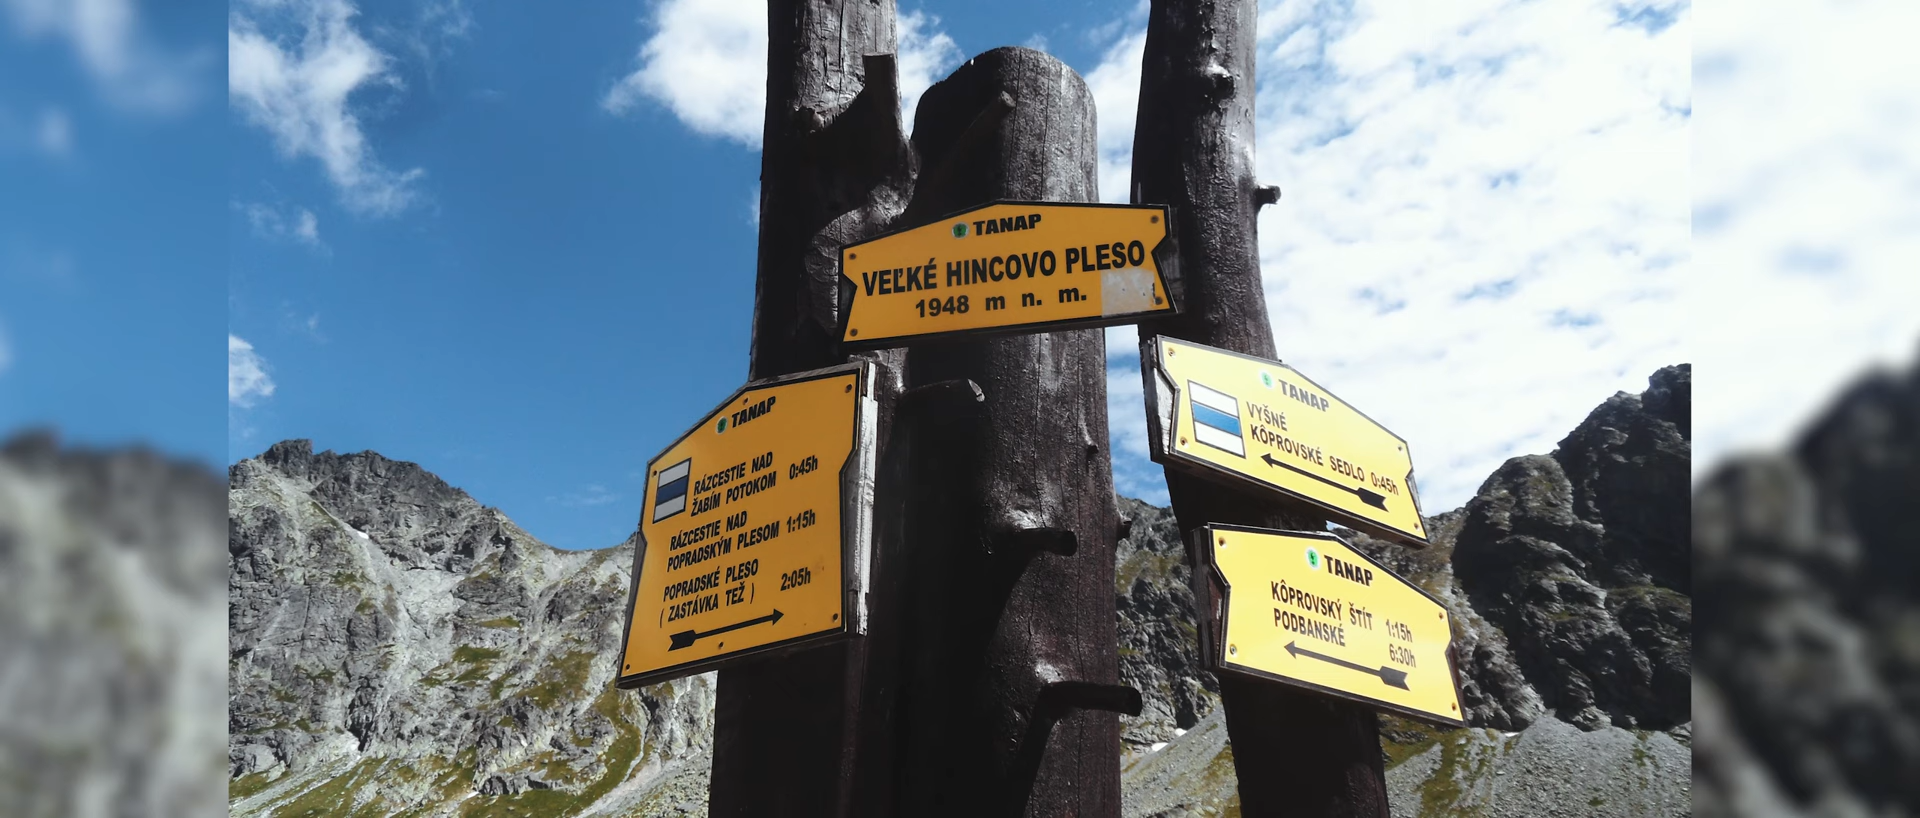 TANAP
VEĽKÉ HINCOVO PLESO
1948 m n. m.
TANAP
RÁZCESTIE NAD
ŽABÍM POTOKOM 0:45h
RÁZCESTIE NAD
POPRADSKÝM PLESOM 1:15h
POPRADSKÉ PLESO 2:05h
( ZASTÁVKA TEŽ )
TANAP
VYŠNÉ
KÔPROVSKÉ SEDLO 0:45h
TANAP
KÔPROVSKÝ ŠTÍT 1:15h
PODBANSKÉ 6:30h